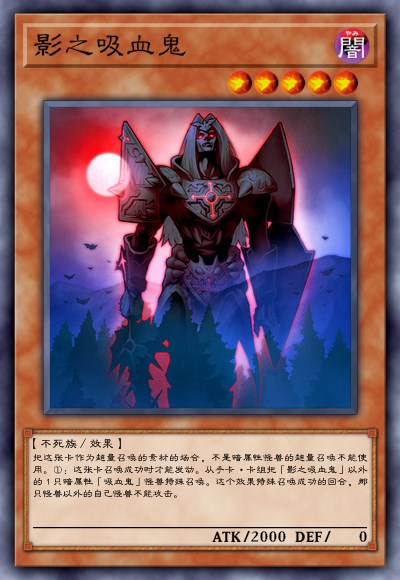 影之吸血鬼
やみ
闇
【不死族/效果】
把这张卡作为超量召唤的素材的场合,不是暗属性怪兽的超量召唤不能使
用。①:这张卡召唤成功时才能发动。从手卡·卡组把「影之吸血鬼」以外
的1只暗属性「吸血鬼」怪兽特殊召唤。这个效果特殊召唤成功的回合,那
只怪兽以外的自己怪兽不能攻击。
ATK/2000 DEF/ 0